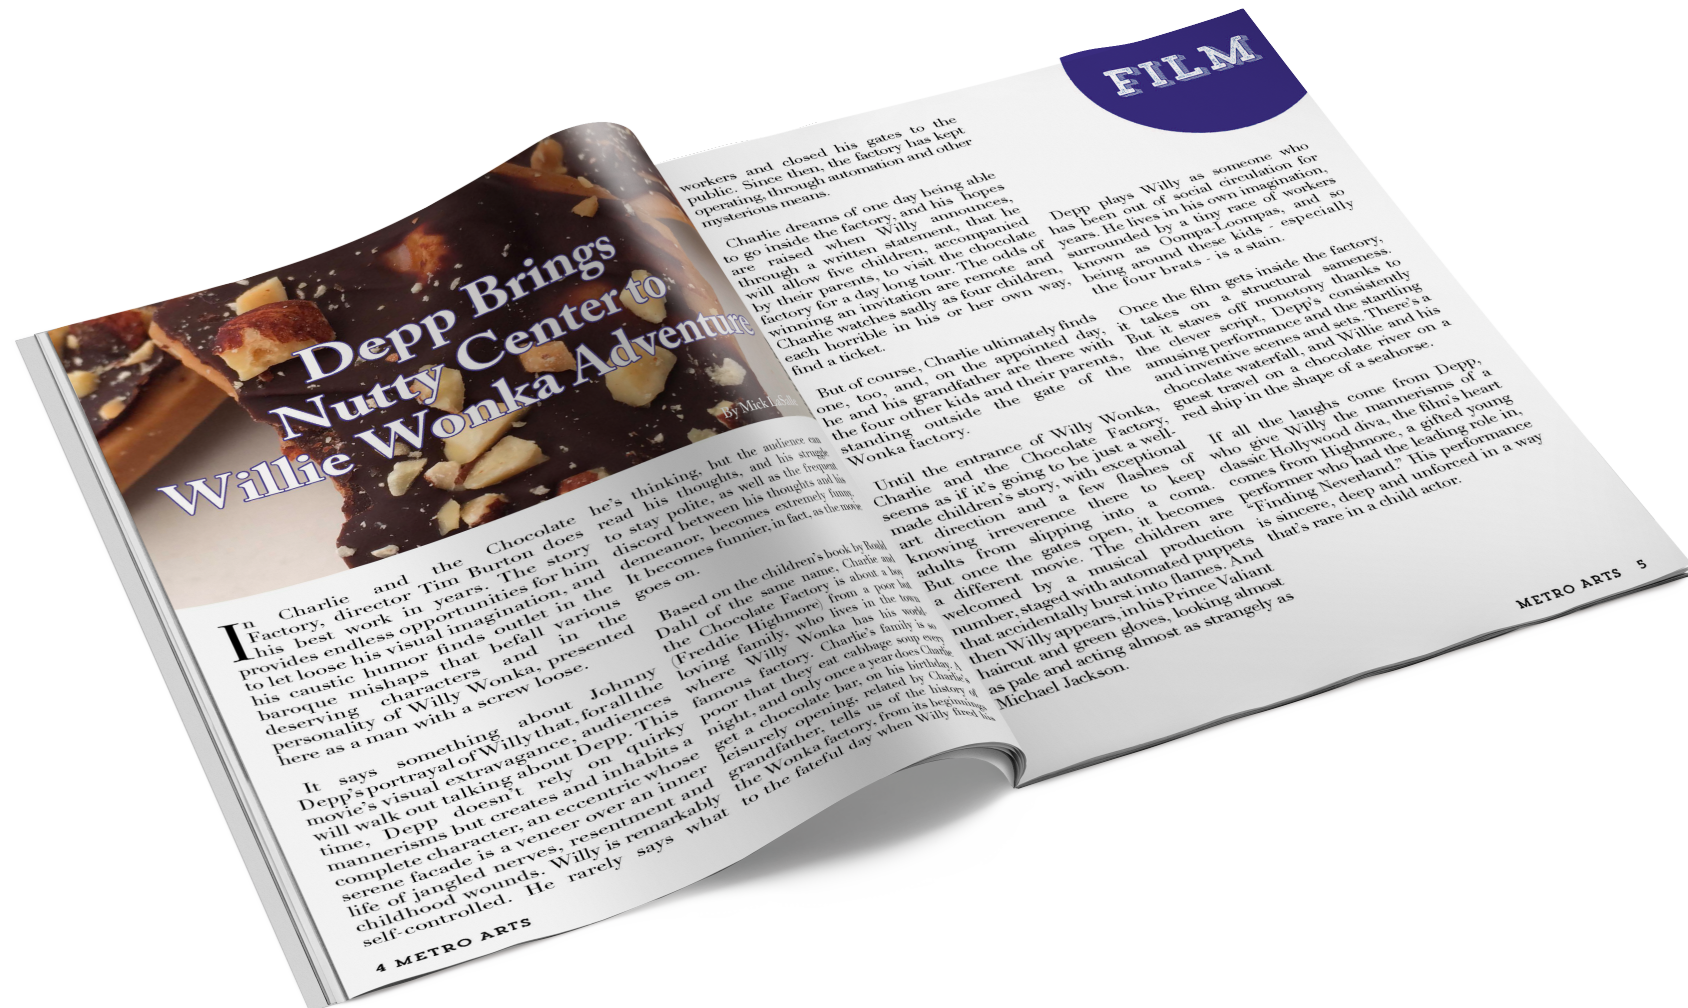 Depp Brings
Nutty Center to
Willie Wonka Adventure
By Mick LaSalle
In Charlie and the Chocolate
Factory, director Tim Burton does
his best work in years. The story
provides endless opportunities for him
to let loose his visual imagination, and
his caustic humor finds outlet in the
baroque mishaps that befall various
deserving characters and in the
personality of Willy Wonka, presented
here as a man with a screw loose.
It says something about Johnny
Depp's portrayal of Willy that, for all the
movie's visual extravagance, audiences
will walk out talking about Depp. This
time, Depp doesn't rely on quirky
mannerisms but creates and inhabits a
complete character, an eccentric whose
serene facade is a veneer over an inner
life of jangled nerves, resentment and
childhood wounds. Willy is remarkably
self-controlled. He rarely says what
he's thinking, but the audience can
read his thoughts, and his struggle
to stay polite, as well as the frequent
discord between his thoughts and his
demeanor, becomes extremely funny.
It becomes funnier, in fact, as the movie
goes on.
Based on the children's book by Roald
Dahl of the same name, Charlie and
the Chocolate Factory is about a boy
(Freddie Highmore) from a poor but
loving family, who lives in the town
where Willy Wonka has his world
famous factory. Charlie's family is so
poor that they eat cabbage soup every
night, and only once a year does Charlie
get a chocolate bar, on his birthday. A
leisurely opening, related by Charlie's
grandfather, tells us of the history of
the Wonka factory, from its beginnings
to the fateful day when Willy fired his
4 METRO ARTS
FILM
workers and closed his gates to the
public. Since then, the factory has kept
operating, through automation and other
mysterious means.
Charlie dreams of one day being able
to go inside the factory, and his hopes
are raised when Willy announces,
through a written statement, that he
will allow five children, accompanied
by their parents, to visit the chocolate
factory for a day long tour. The odds of
winning an invitation are remote and
Charlie watches sadly as four children,
each horrible in his or her own way,
find a ticket.
But of course, Charlie ultimately finds
one, too, and, on the appointed day,
he and his grandfather are there with
the four other kids and their parents,
standing outside the gate of the
Wonka factory.
Until the entrance of Willy Wonka,
Charlie and the Chocolate Factory,
seems as if it's going to be just a well-
made children's story, with exceptional
art direction and a few flashes of
knowing irreverence there to keep
adults from slipping into a coma.
But once the gates open, it becomes
a different movie. The children are
welcomed by a musical production
number, staged with automated puppets
that accidentally burst into flames. And
then Willy appears, in his Prince Valiant
haircut and green gloves, looking almost
as pale and acting almost as strangely as
Michael Jackson.
Depp plays Willy as someone who
has been out of social circulation for
years. He lives in his own imagination,
surrounded by a tiny race of workers
known as Oompa-Loompas, and so
being around these kids - especially
the four brats - is a stain.
Once the film gets inside the factory,
it takes on a structural sameness.
But it staves off monotony thanks to
the clever script, Depp's consistently
amusing performance and the startling
and inventive scenes and sets. There's a
chocolate waterfall, and Willie and his
guest travel on a chocolate river on a
red ship in the shape of a seahorse.
If all the laughs come from Depp,
who give Willy the mannerisms of a
classic Hollywood diva, the film's heart
comes from Highmore, a gifted young
performer who had the leading role in,
"Finding Neverland." His performance
is sincere, deep and unforced in a way
that's rare in a child actor.
METRO ARTS 5